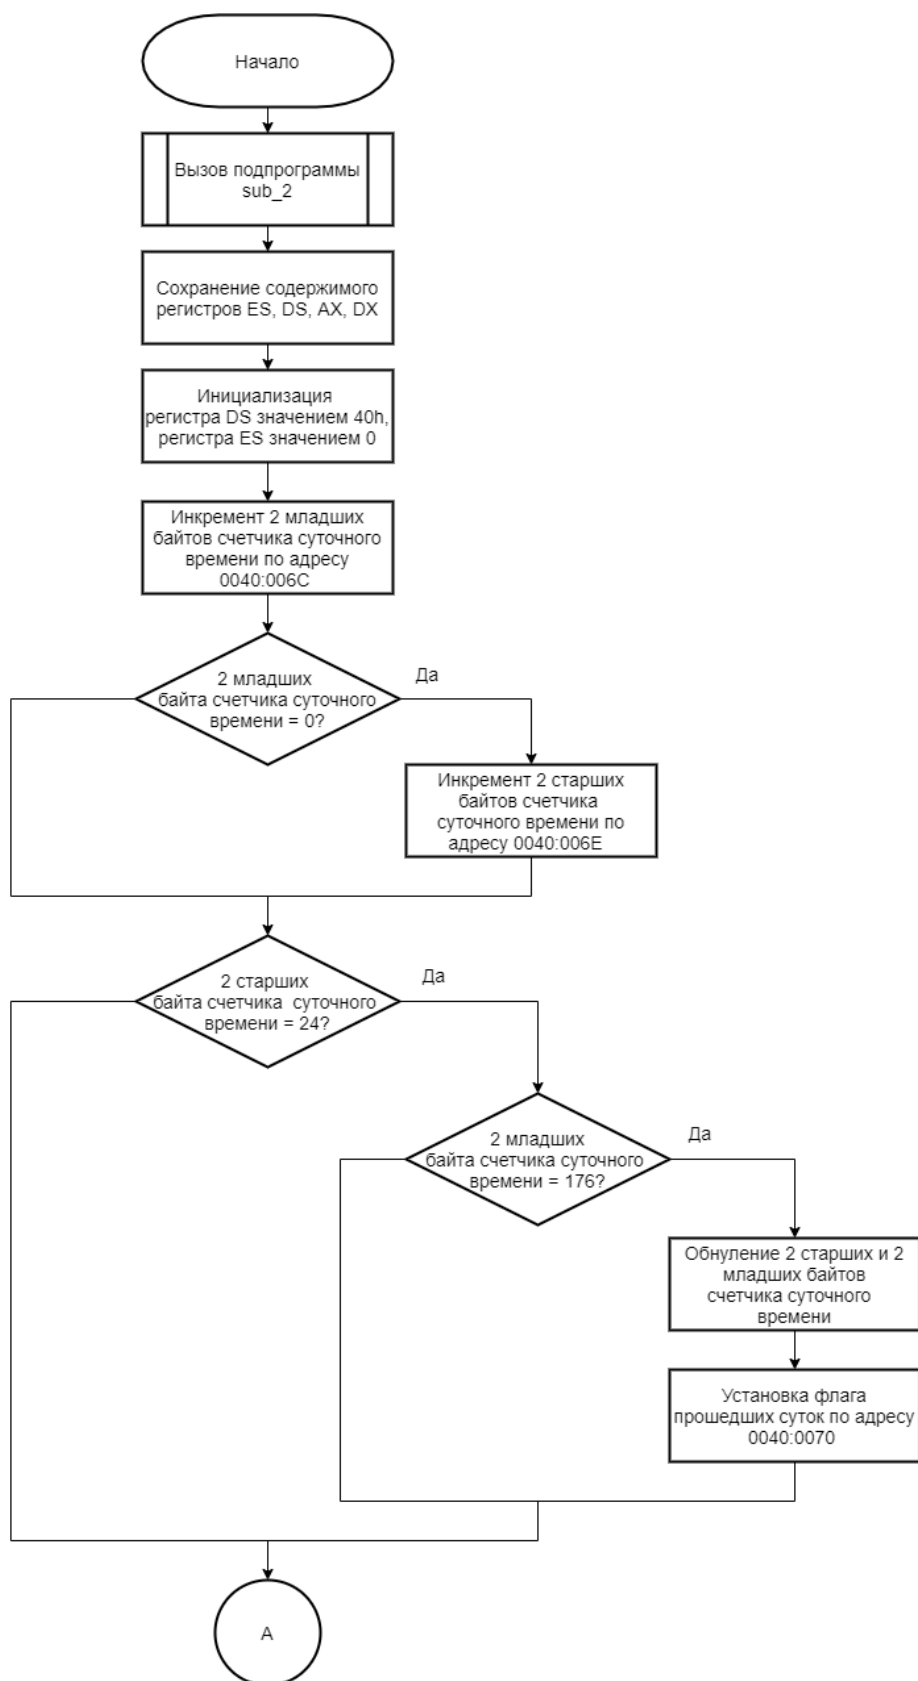 Начало
Вызов подпрограммы
sub_2
Сохранение содержимого
регистров ES, DS, AX, DX
Инициализация
регистра DS значением 40h,
регистра ES значением 0
Инкремент 2 младших
байтов счетчика суточного
времени по адресу
0040:006C
2 младших
байта счетчика суточного
времени = 0?
Да
Инкремент 2 старших
байтов счетчика
суточного времени по
адресу 0040:006E
2 старших
байта счетчика суточного
времени = 24?
Да
2 младших
байта счетчика суточного
времени = 176?
Да
Обнуление 2 старших и 2
младших байтов
счетчика суточного
времени
Установка флага
прошедших суток по адресу
0040:0070
A